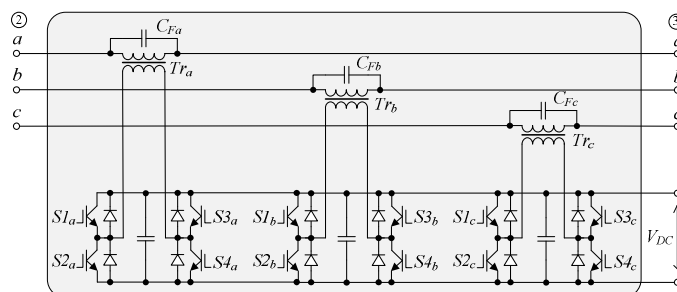 ②
③
a
C_Fa
Tr_a
b
C_Fb
Tr_b
c
C_Fc
Tr_c
S1_a
S3_a
S1_b
S3_b
S1_c
S3_c
V_DC
S2_a
S4_a
S2_b
S4_b
S2_c
S4_c